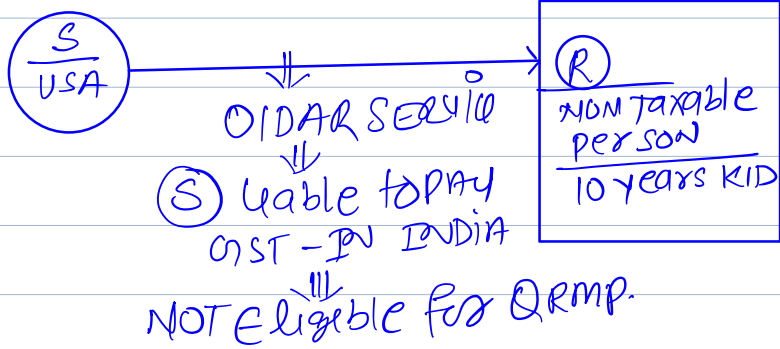 S
USA
R
NON Taxable
person
10 years KID
OIDAR SERVICE
S liable to PAY
GST - IN INDIA
NOT Eligible for QRMP.